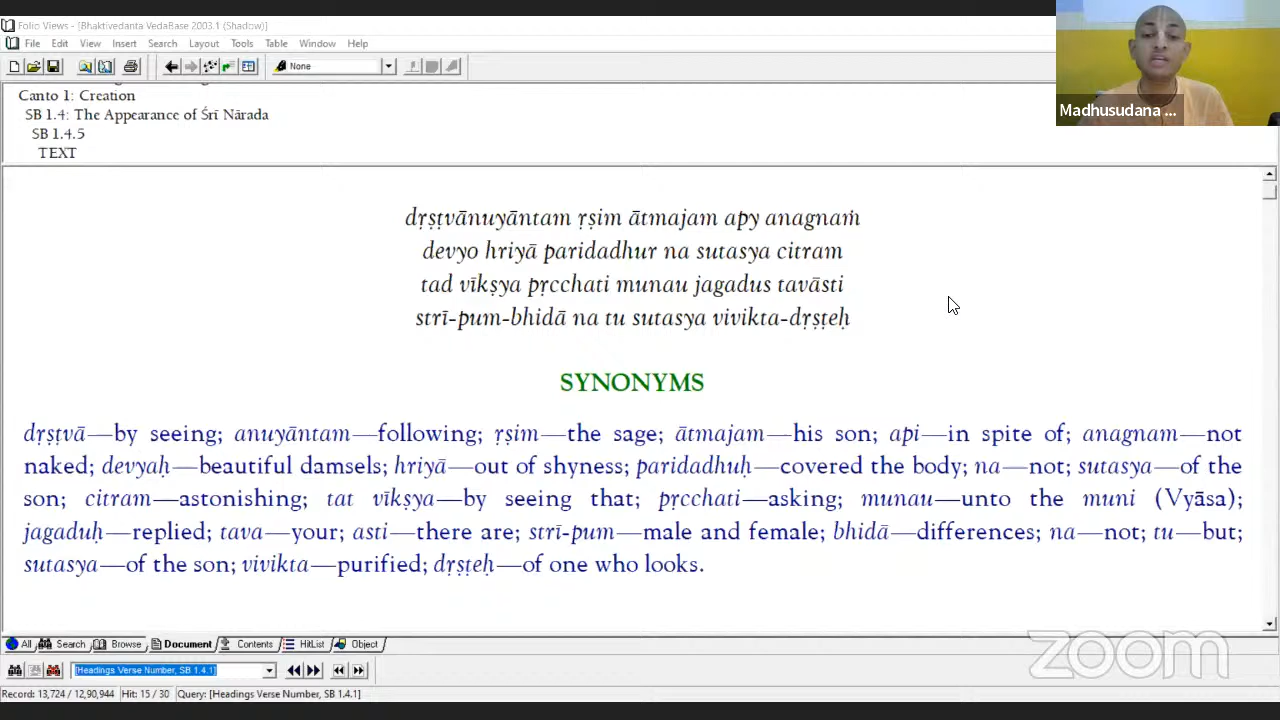 Folio Views - [Bhaktivedanta VedaBase 2003.1 (Shadow)]
File Edit View Insert Search Layout Tools Table Window Help
None
Canto 1: Creation
SB 1.4: The Appearance of Śrī Nārada
SB 1.4.5
TEXT
Madhusudana ...
dṛṣṭvānuyāntam ṛṣim ātmajam apy anagnaṁ
devyo hriyā paridadhur na sutasya citram
tad vīkṣya pṛcchati munau jagadus tavāsti
strī-pum-bhidā na tu sutasya vivikta-dṛṣṭeḥ
SYNONYMS
dṛṣṭvā—by seeing; anuyāntam—following; ṛṣim—the sage; ātmajam—his son; api—in spite of; anagnam—not
naked; devyaḥ—beautiful damsels; hriyā—out of shyness; paridadhuḥ—covered the body; na—not; sutasya—of the
son; citram—astonishing; tat vīkṣya—by seeing that; pṛcchati—asking; munau—unto the muni (Vyāsa);
jagaduḥ—replied; tava—your; asti—there are; strī-pum—male and female; bhidā—differences; na—not; tu—but;
sutasya—of the son; vivikta—purified; dṛṣṭeḥ—of one who looks.
All Search Browse Document Contents HitList Object
[Headings Verse Number, SB 1.4.1]
Record: 13,724 / 12,90,944 Hit: 15 / 30 Query: [Headings Verse Number, SB 1.4.1]
zoom